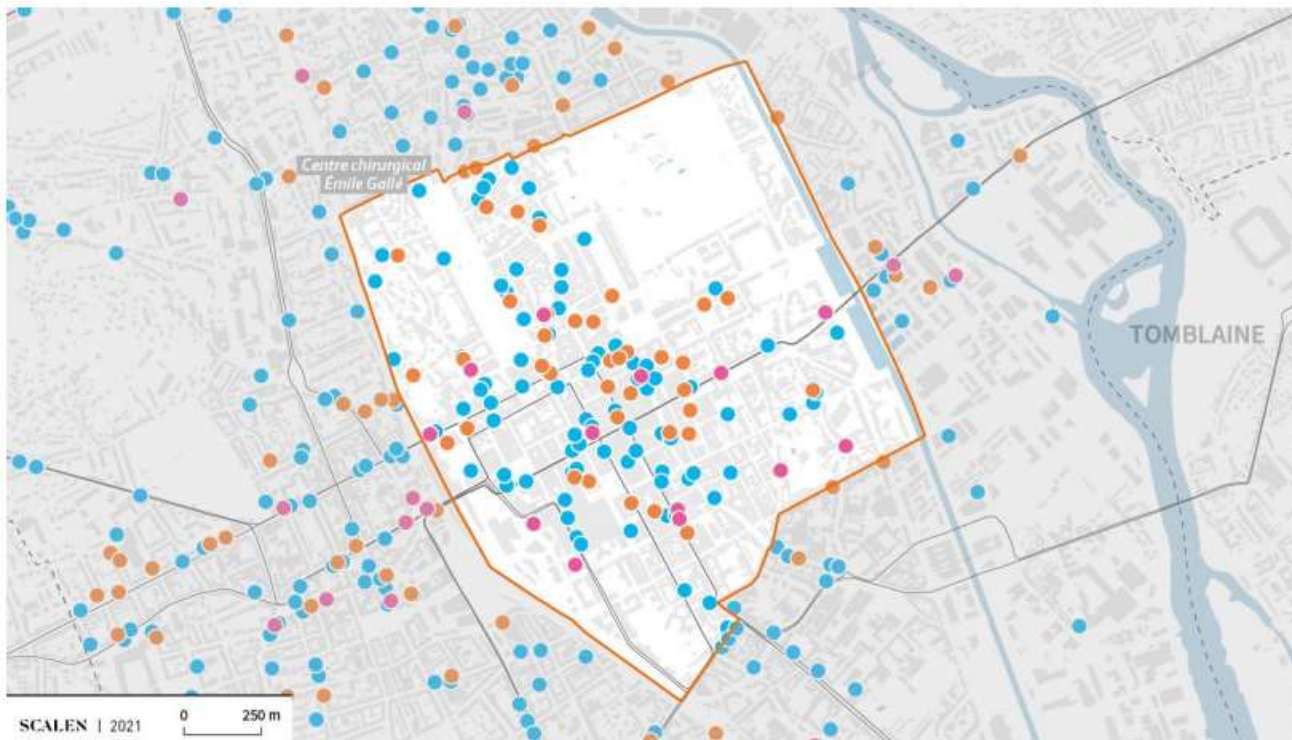 Centre chirurgical
Émile Gallé
TOMBLAINE
SCALEN | 2021
0 250 m